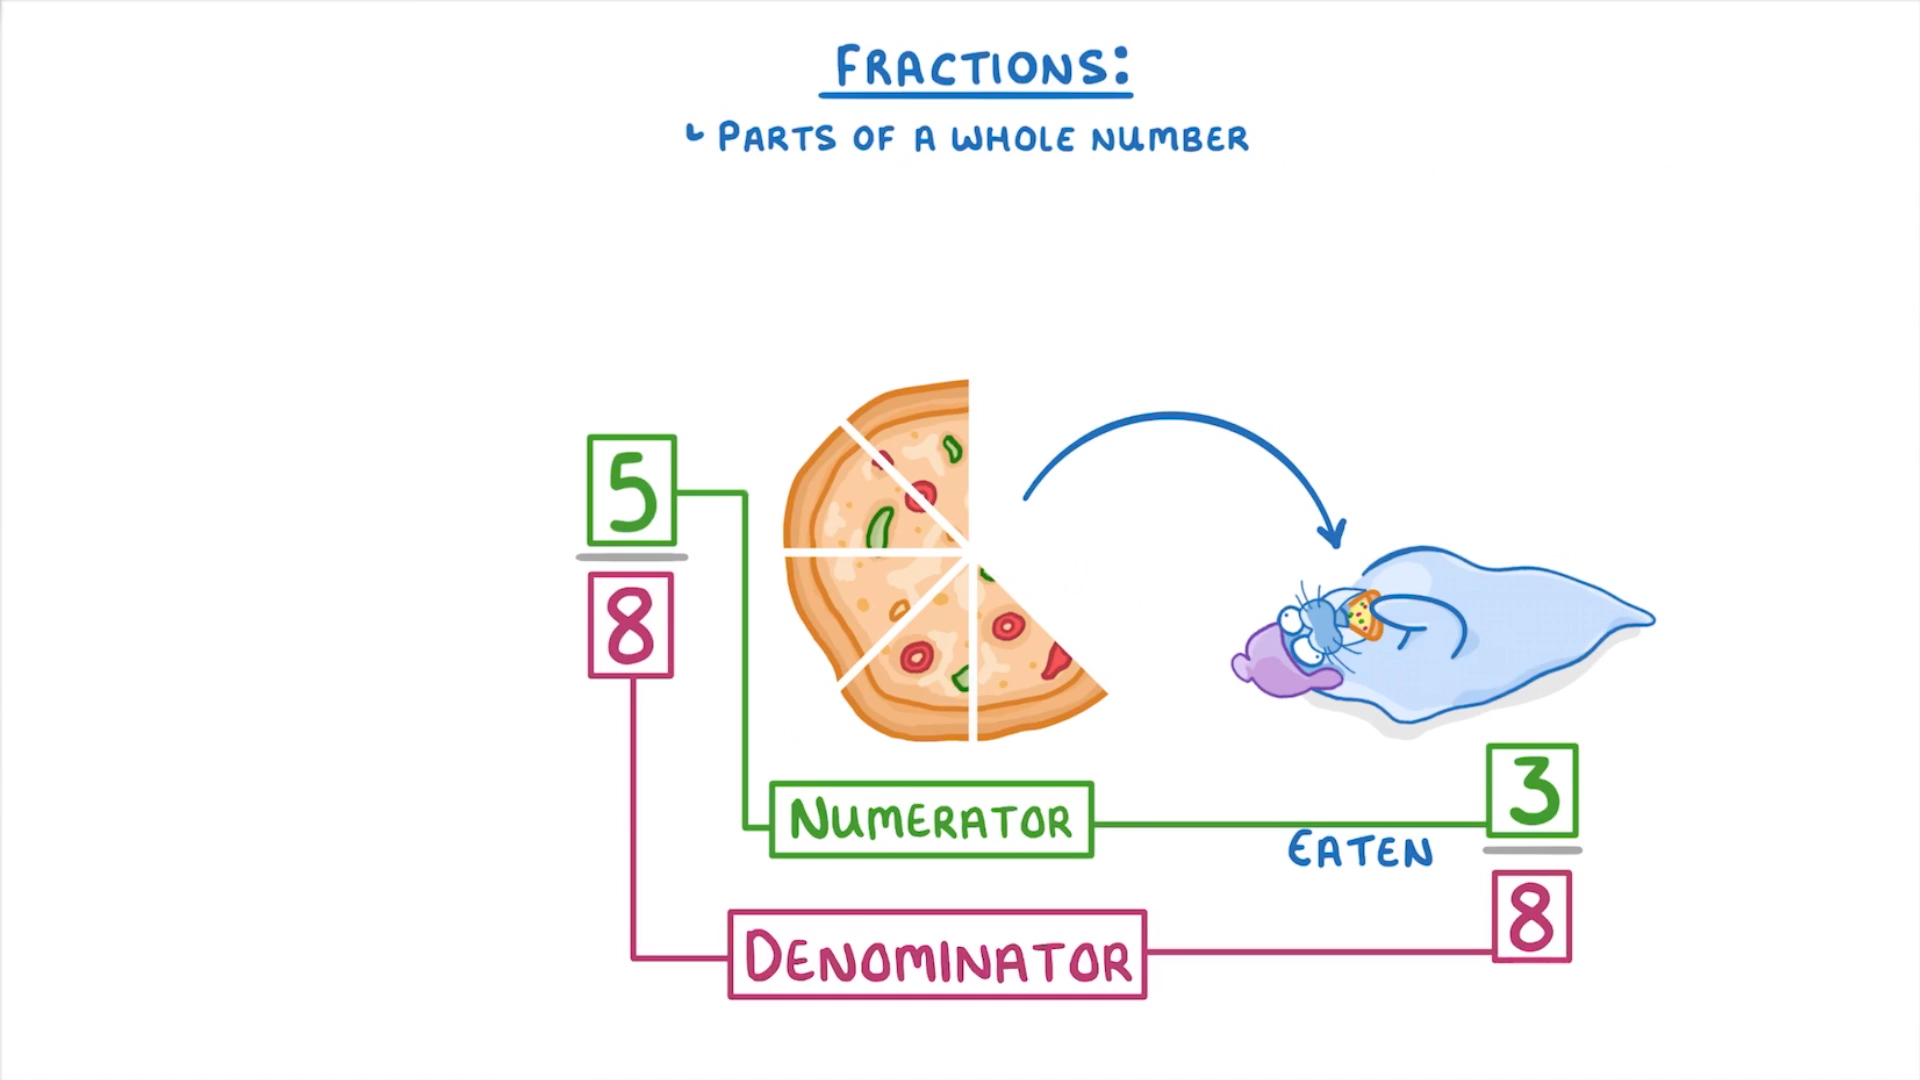 FRACTIONS:
↳ PARTS OF A WHOLE NUMBER
5
8
NUMERATOR
3
EATEN
8
DENOMINATOR